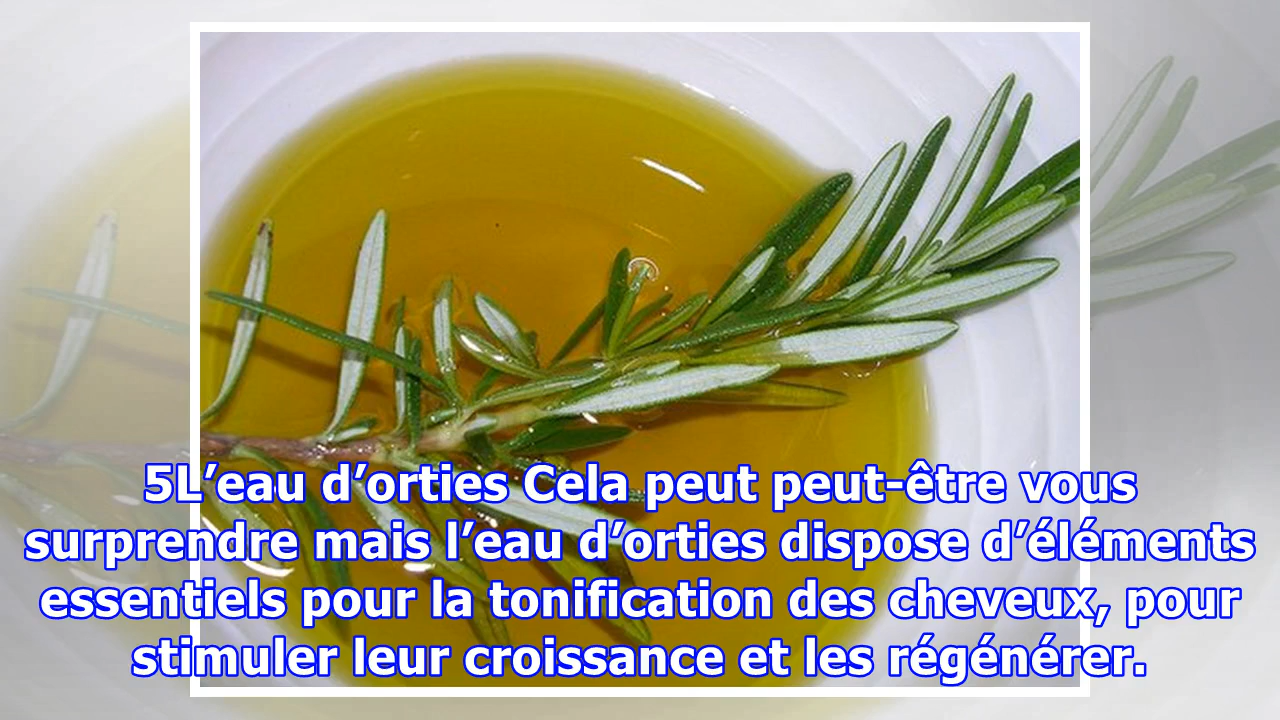 5L’eau d’orties Cela peut peut-être vous
surprendre mais l’eau d’orties dispose d’éléments
essentiels pour la tonification des cheveux, pour
stimuler leur croissance et les régénérer.